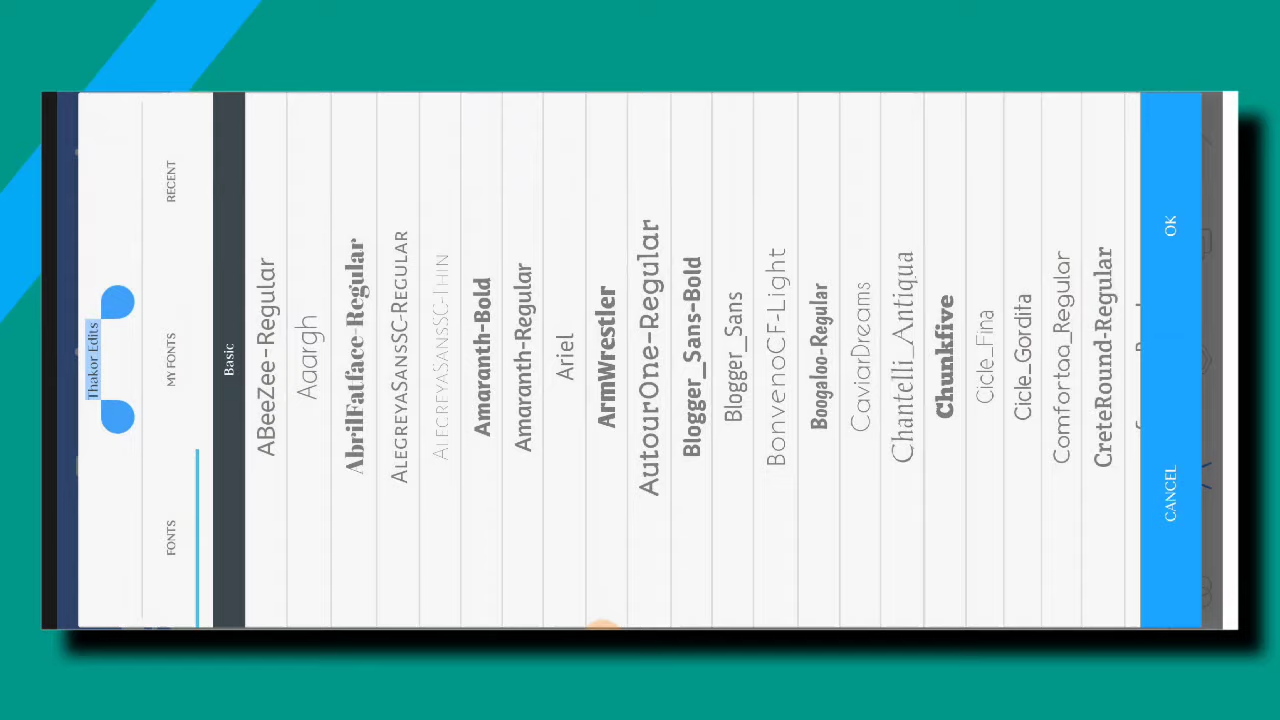 Thakor Edits
FONTS MY FONTS RECENT
Basic
ABeeZee-Regular
Aaargh
AbrilFatface-Regular
AlegreyaSansSC-Regular
AlegreyaSansSC-Thin
Amaranth-Bold
Amaranth-Regular
Ariel
ArmWrestler
AutourOne-Regular
Blogger_Sans-Bold
Blogger_Sans
BonvenoCF-Light
Boogaloo-Regular
CaviarDreams
Chantelli_Antiqua
Chunkfive
Cicle_Fina
Cicle_Gordita
Comfortaa_Regular
CreteRound-Regular
CANCEL OK